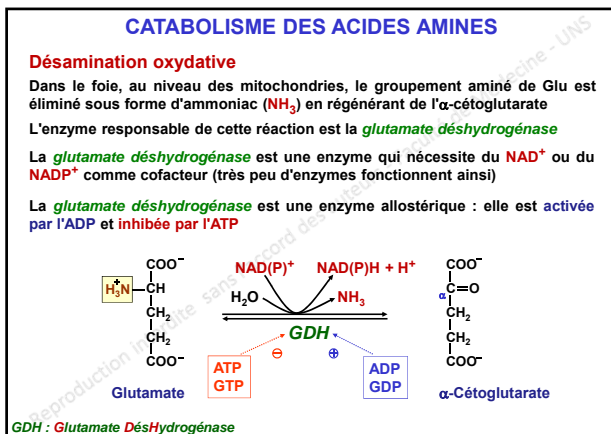 CATABOLISME DES ACIDES AMINES
Désamination oxydative
Dans le foie, au niveau des mitochondries, le groupement aminé de Glu est
éliminé sous forme d'ammoniac (NH₃) en régénérant de l'α-cétoglutarate
L'enzyme responsable de cette réaction est la glutamate déshydrogénase
La glutamate déshydrogénase est une enzyme qui nécessite du NAD⁺ ou du
NADP⁺ comme cofacteur (très peu d'enzymes fonctionnent ainsi)
La glutamate déshydrogénase est une enzyme allostérique : elle est activée
par l'ADP et inhibée par l'ATP
COO⁻
H₃N⁺
CH
CH₂
CH₂
COO⁻
Glutamate
NAD(P)⁺
NAD(P)H + H⁺
H₂O
NH₃
GDH
⊖
⊕
ATP
GTP
ADP
GDP
COO⁻
C=O
α
CH₂
CH₂
COO⁻
α-Cétoglutarate
GDH : Glutamate DésHydrogénase